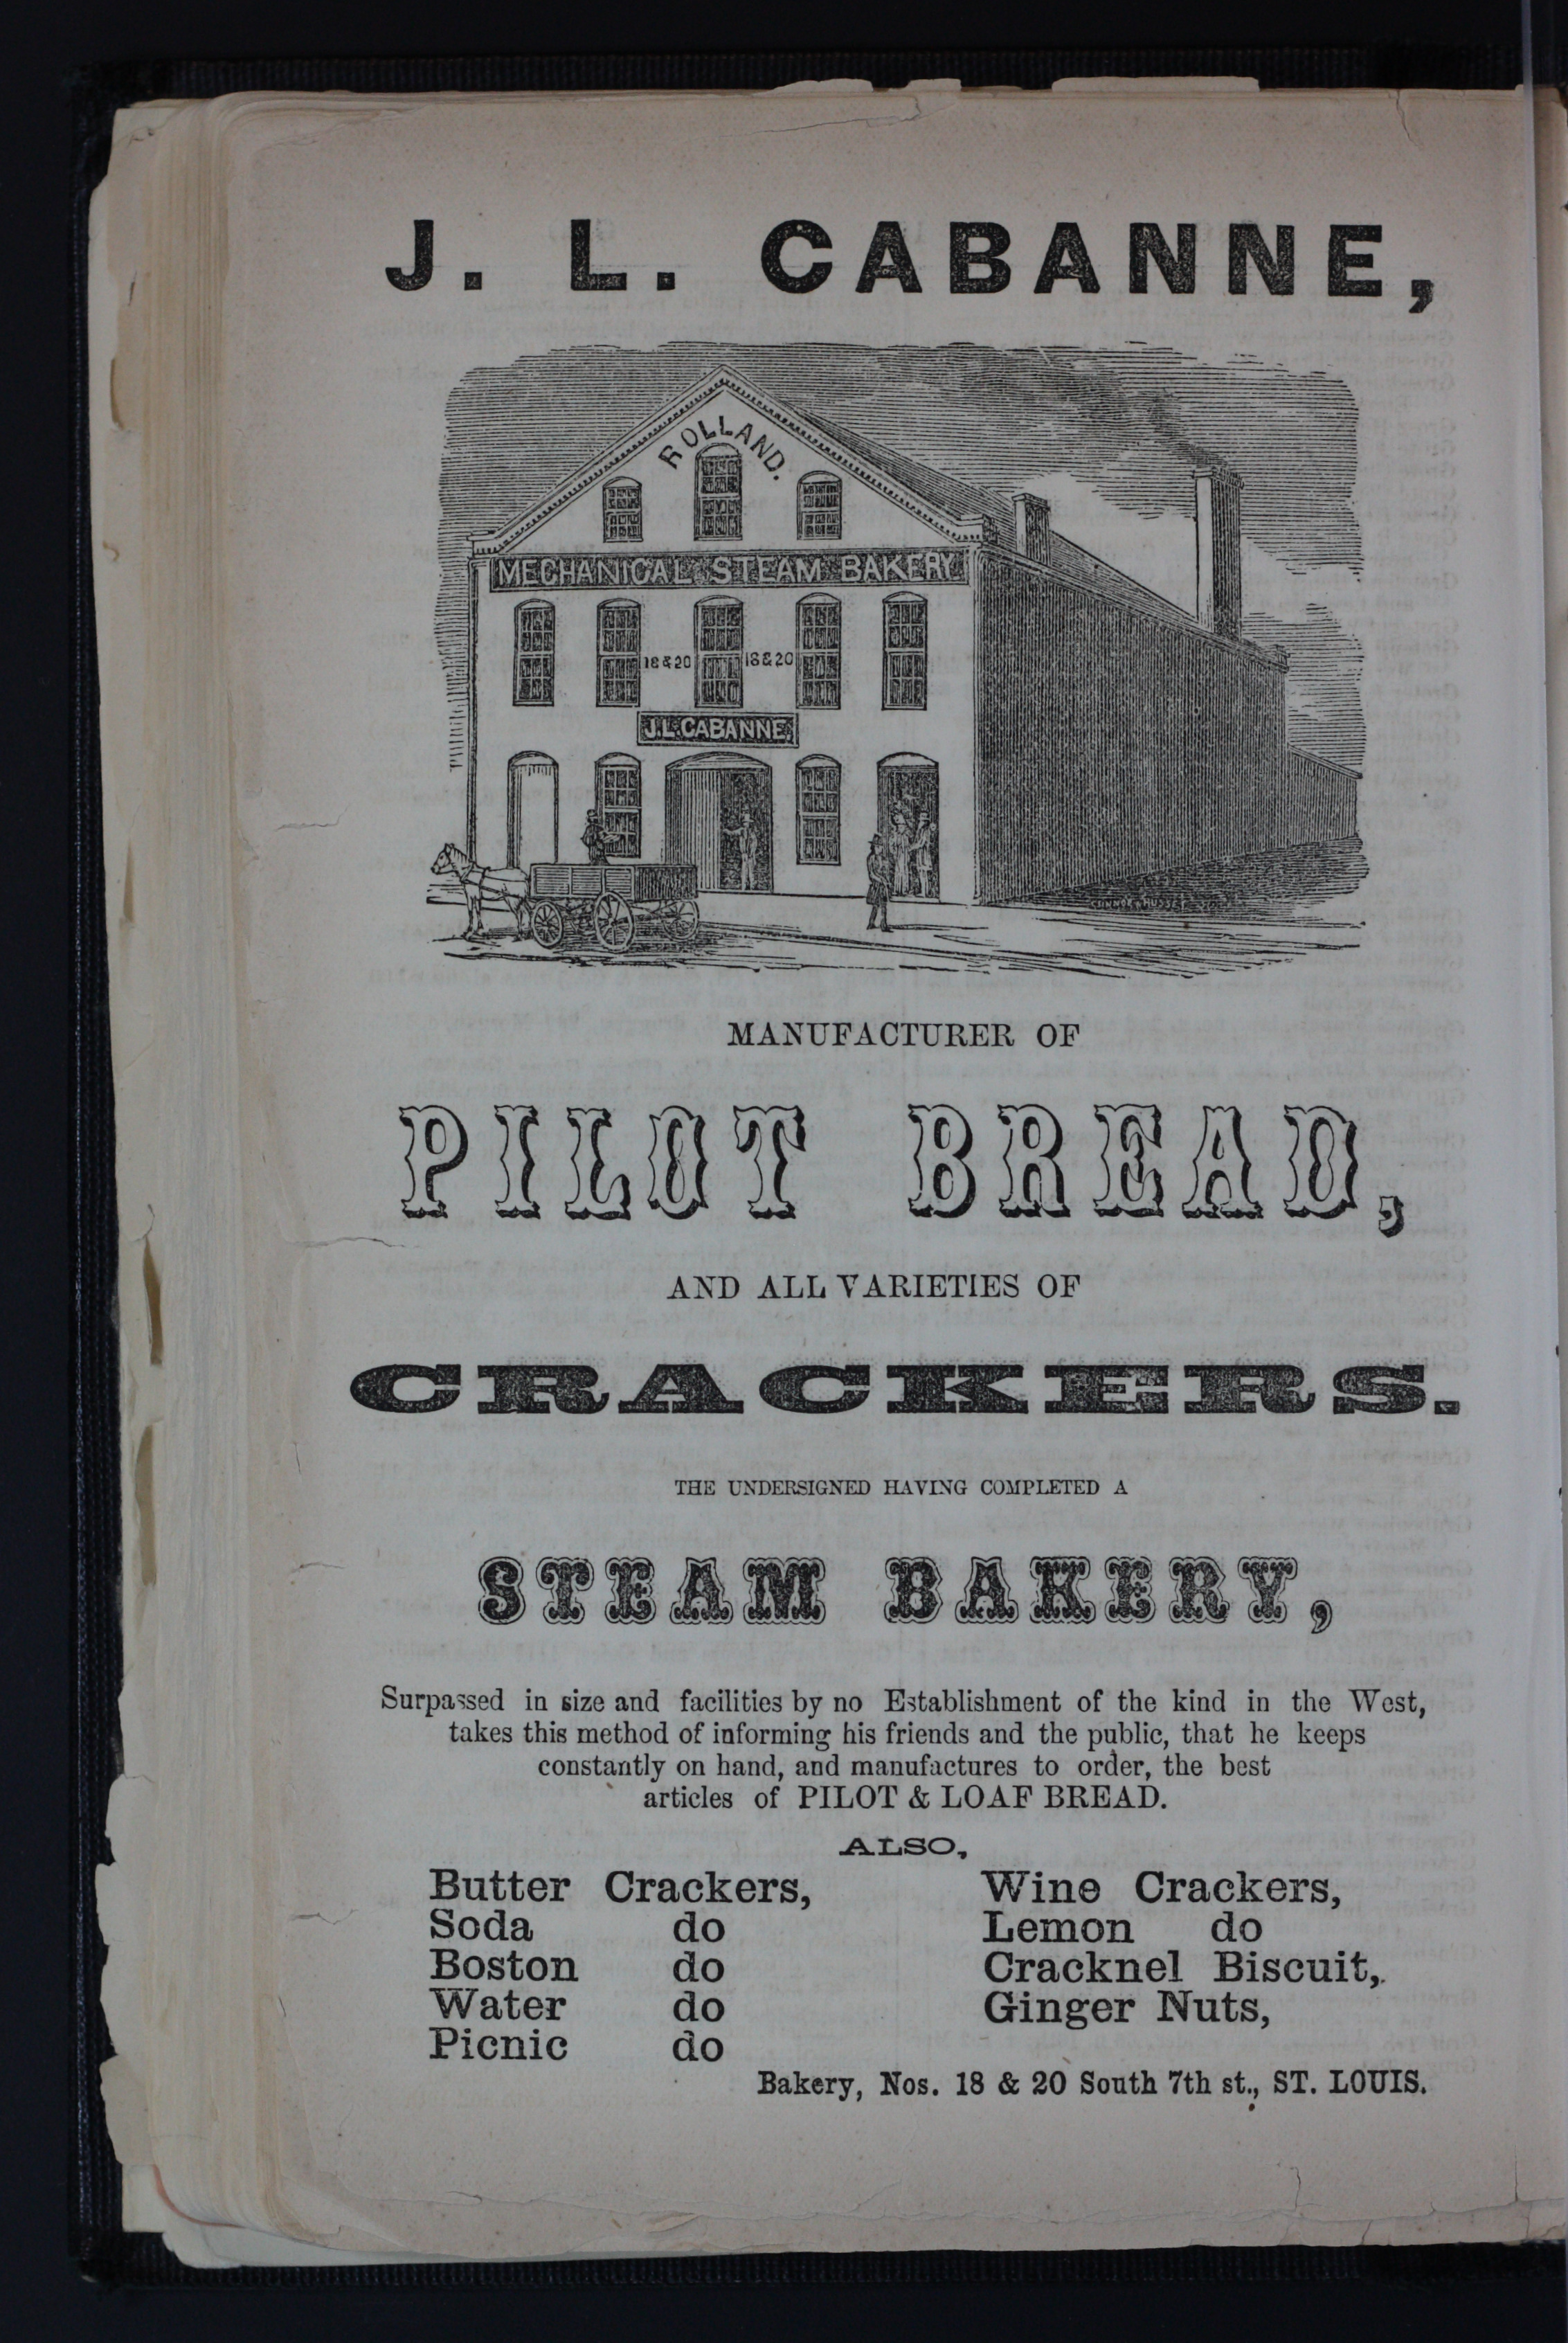 J. L. CABANNE,
ROLLAND.
MECHANICAL STEAM BAKERY
18 & 20 18 & 20
J.L.CABANNE.
MANUFACTURER OF
PILOT BREAD,
AND ALL VARIETIES OF
CRACKERS.
THE UNDERSIGNED HAVING COMPLETED A
STEAM BAKERY,
Surpassed in size and facilities by no Establishment of the kind in the West,
takes this method of informing his friends and the public, that he keeps
constantly on hand, and manufactures to order, the best
articles of PILOT & LOAF BREAD.
ALSO,
Butter Crackers,
Soda do
Boston do
Water do
Picnic do
Wine Crackers,
Lemon do
Cracknel Biscuit,
Ginger Nuts,
Bakery, Nos. 18 & 20 South 7th st., ST. LOUIS.